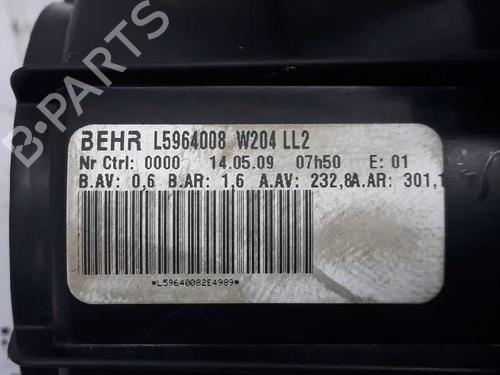 BEHR L5964008 W204 LL2
Nr Ctrl: 0000 14.05.09 07h50 E: 01
B.AV: 0,6 B.AR: 1,6 A.AV: 232,8A.AR: 301,1
*L59640082E4989*
B-PARTS